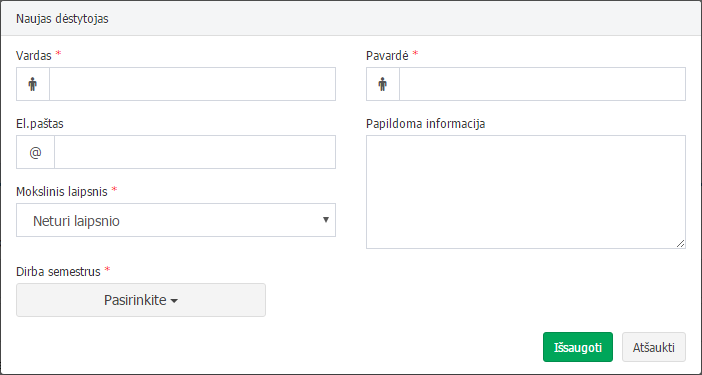 Naujas dėstytojas
Vardas *
Pavardė *
El.paštas
@
Papildoma informacija
Mokslinis laipsnis *
Neturi laipsnio
Dirba semestrus *
Pasirinkite
Išsaugoti
Atšaukti